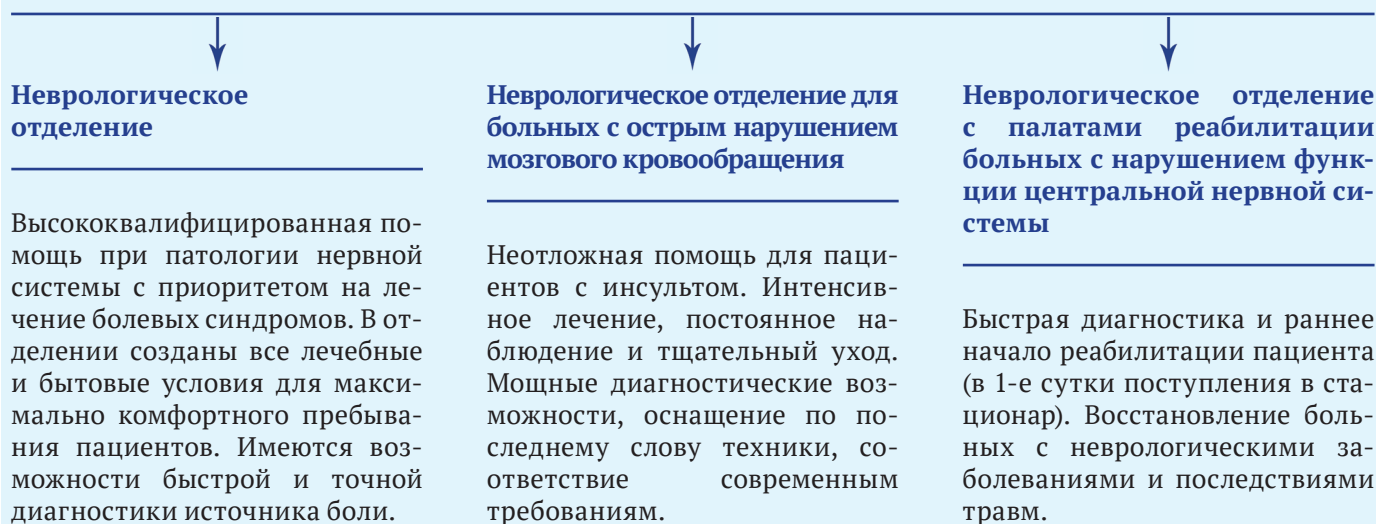 Неврологическое
отделение
Высококвалифицированная по-
мощь при патологии нервной
системы с приоритетом на ле-
чение болевых синдромов. В от-
делении созданы все лечебные
и бытовые условия для макси-
мально комфортного пребыва-
ния пациентов. Имеются воз-
можности быстрой и точной
диагностики источника боли.
Неврологическое отделение для
больных с острым нарушением
мозгового кровообращения
Неотложная помощь для паци-
ентов с инсультом. Интенсив-
ное лечение, постоянное на-
блюдение и тщательный уход.
Мощные диагностические воз-
можности, оснащение по по-
следнему слову техники, со-
ответствие современным
требованиям.
Неврологическое отделение
с палатами реабилитации
больных с нарушением функ-
ции центральной нервной си-
стемы
Быстрая диагностика и раннее
начало реабилитации пациента
(в 1-е сутки поступления в ста-
ционар). Восстановление боль-
ных с неврологическими за-
болеваниями и последствиями
травм.